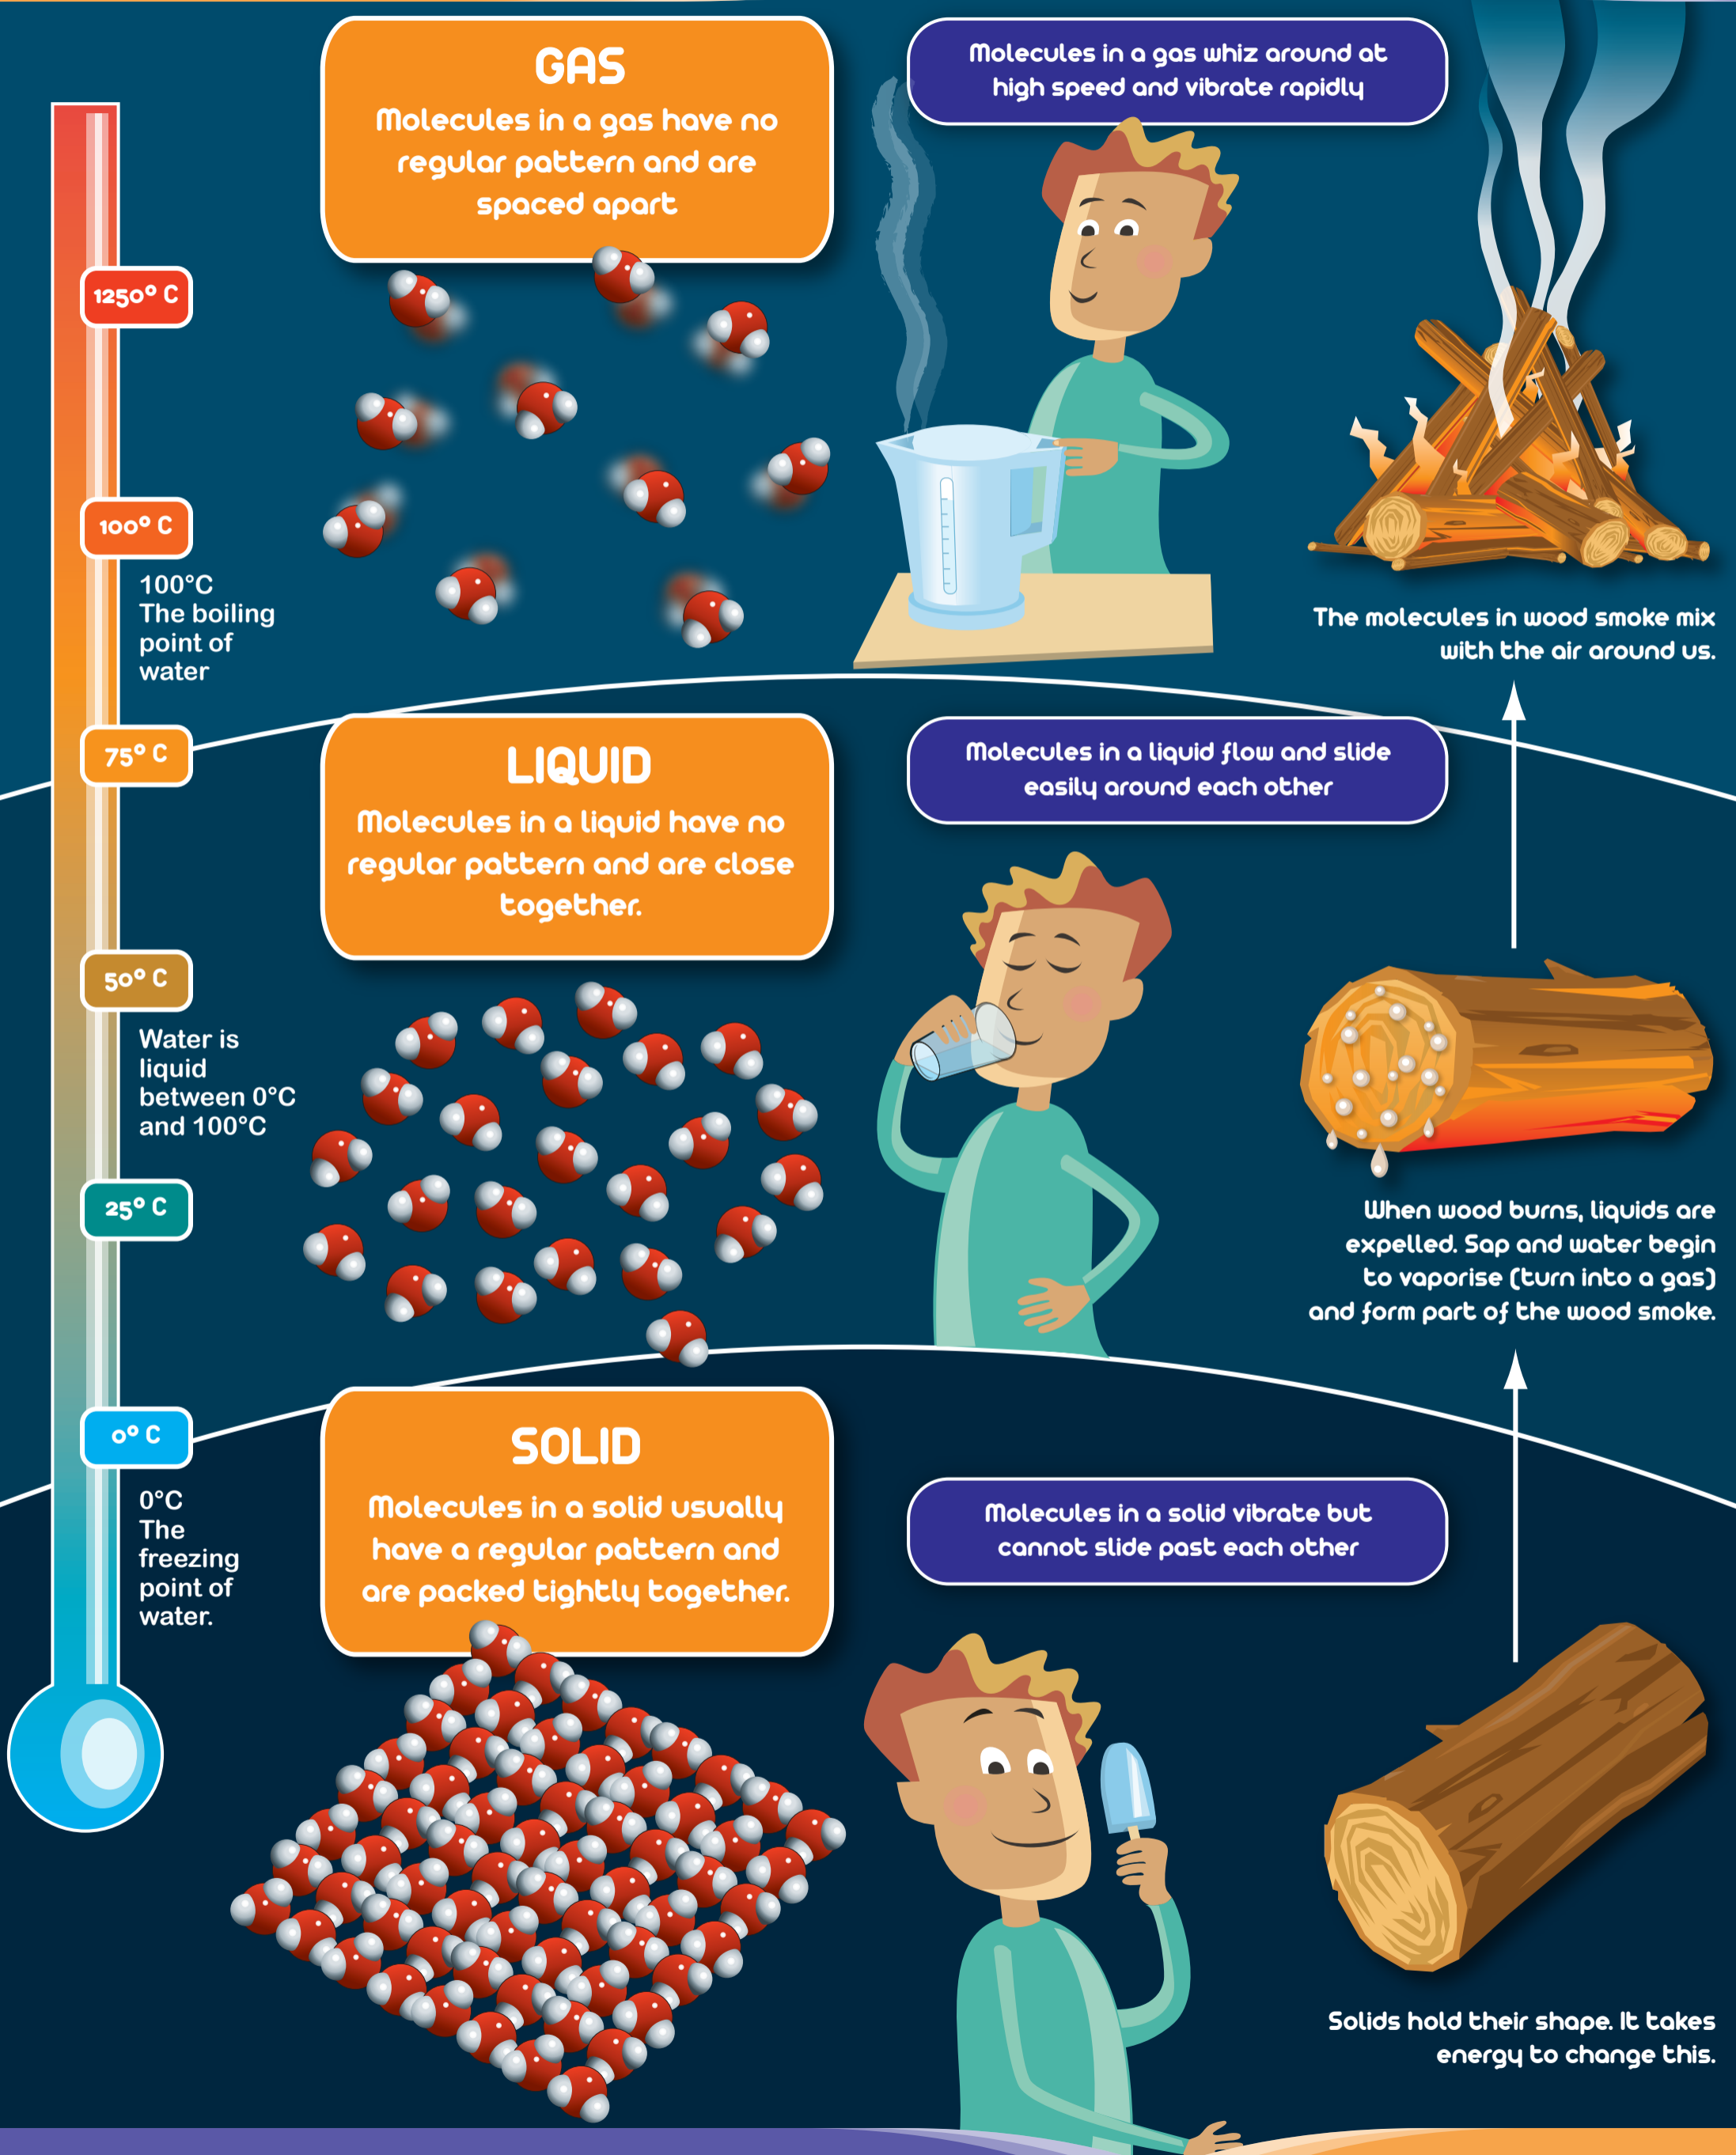 GAS
Molecules in a gas have no
regular pattern and are
spaced apart
Molecules in a gas whiz around at
high speed and vibrate rapidly
1250° C
100° C
100°C
The boiling
point of
water
The molecules in wood smoke mix
with the air around us.
75° C
LIQUID
Molecules in a liquid have no
regular pattern and are close
together.
Molecules in a liquid flow and slide
easily around each other
50° C
Water is
liquid
between 0°C
and 100°C
25° C
When wood burns, liquids are
expelled. Sap and water begin
to vaporise (turn into a gas)
and form part of the wood smoke.
0° C
0°C
The
freezing
point of
water.
SOLID
Molecules in a solid usually
have a regular pattern and
are packed tightly together.
Molecules in a solid vibrate but
cannot slide past each other
Solids hold their shape. It takes
energy to change this.